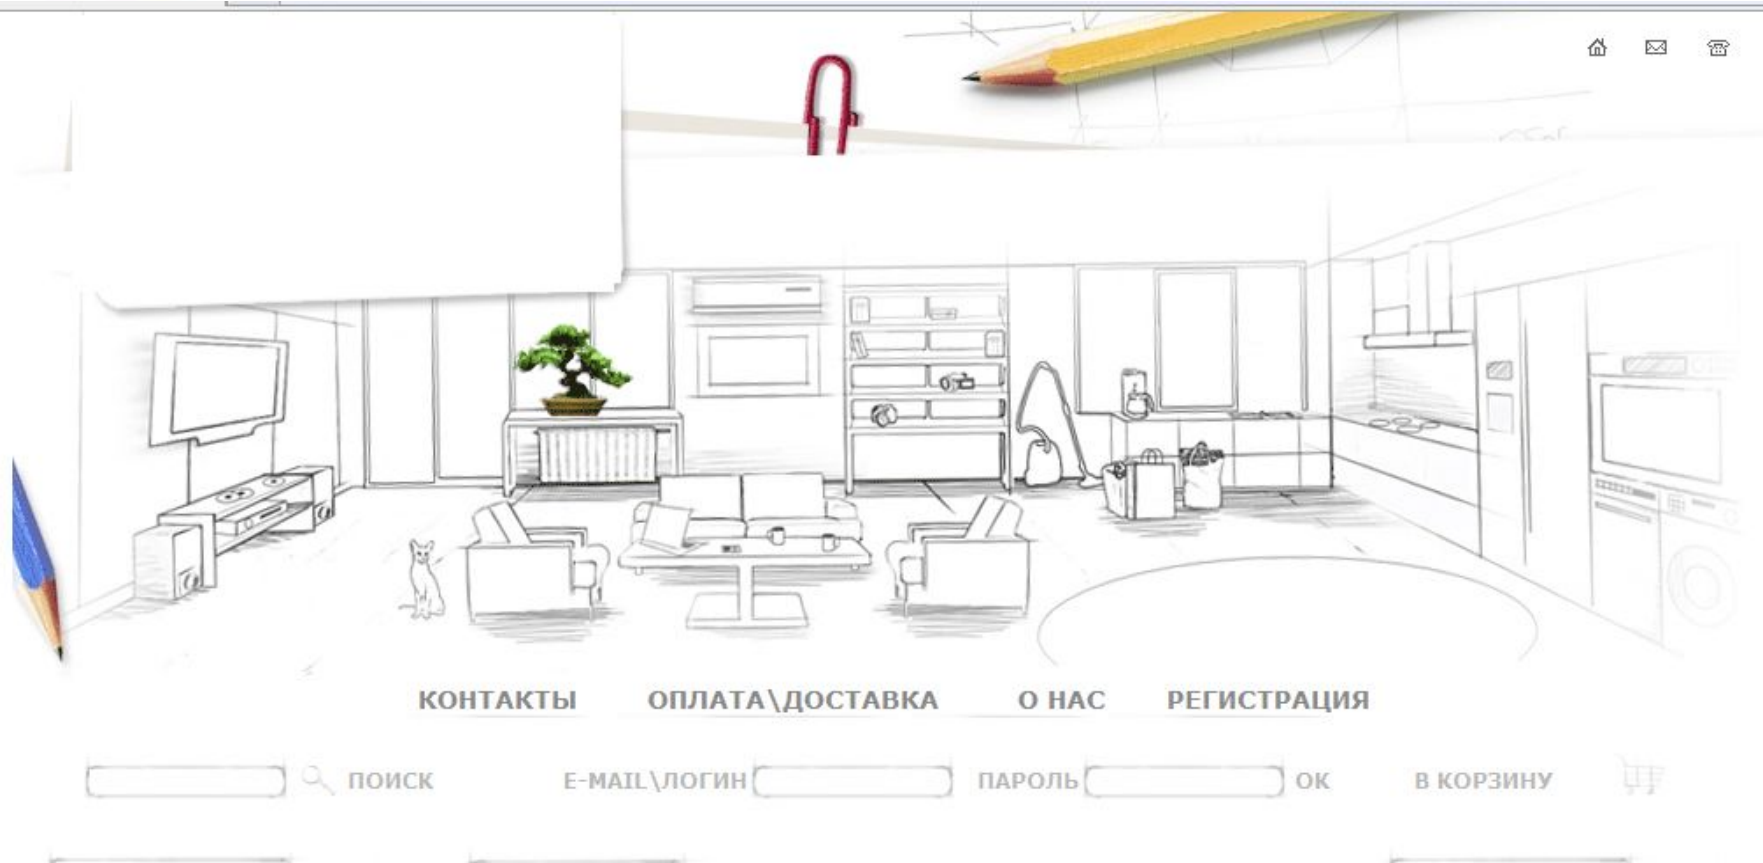 КОНТАКТЫ ОПЛАТА\ДОСТАВКА О НАС РЕГИСТРАЦИЯ
ПОИСК E-MAIL\ЛОГИН ПАРОЛЬ ОК В КОРЗИНУ